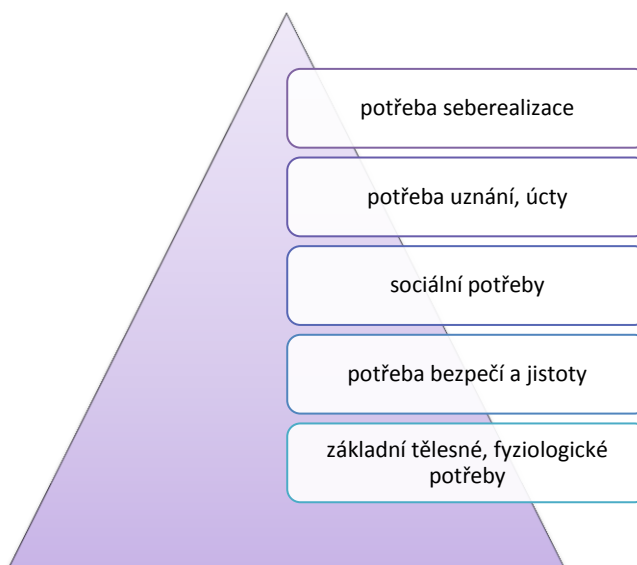 potřeba seberealizace
potřeba uznání, úcty
sociální potřeby
potřeba bezpečí a jistoty
základní tělesné, fyziologické
potřeby